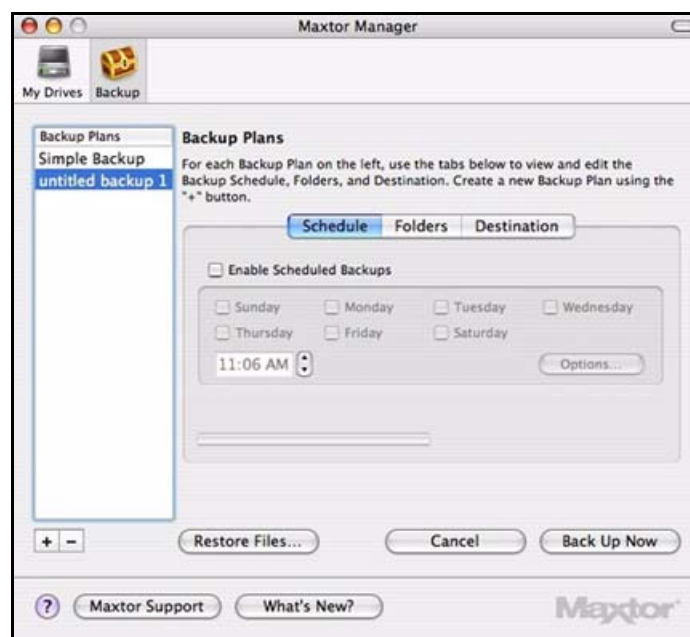 Maxtor Manager
My Drives Backup
Backup Plans
Simple Backup
untitled backup 1
Backup Plans
For each Backup Plan on the left, use the tabs below to view and edit the
Backup Schedule, Folders, and Destination. Create a new Backup Plan using the
"+" button.
Schedule Folders Destination
Enable Scheduled Backups
Sunday Monday Tuesday Wednesday
Thursday Friday Saturday
11:06 AM Options...
+ -
Restore Files... Cancel Back Up Now
? Maxtor Support What's New? Maxtor